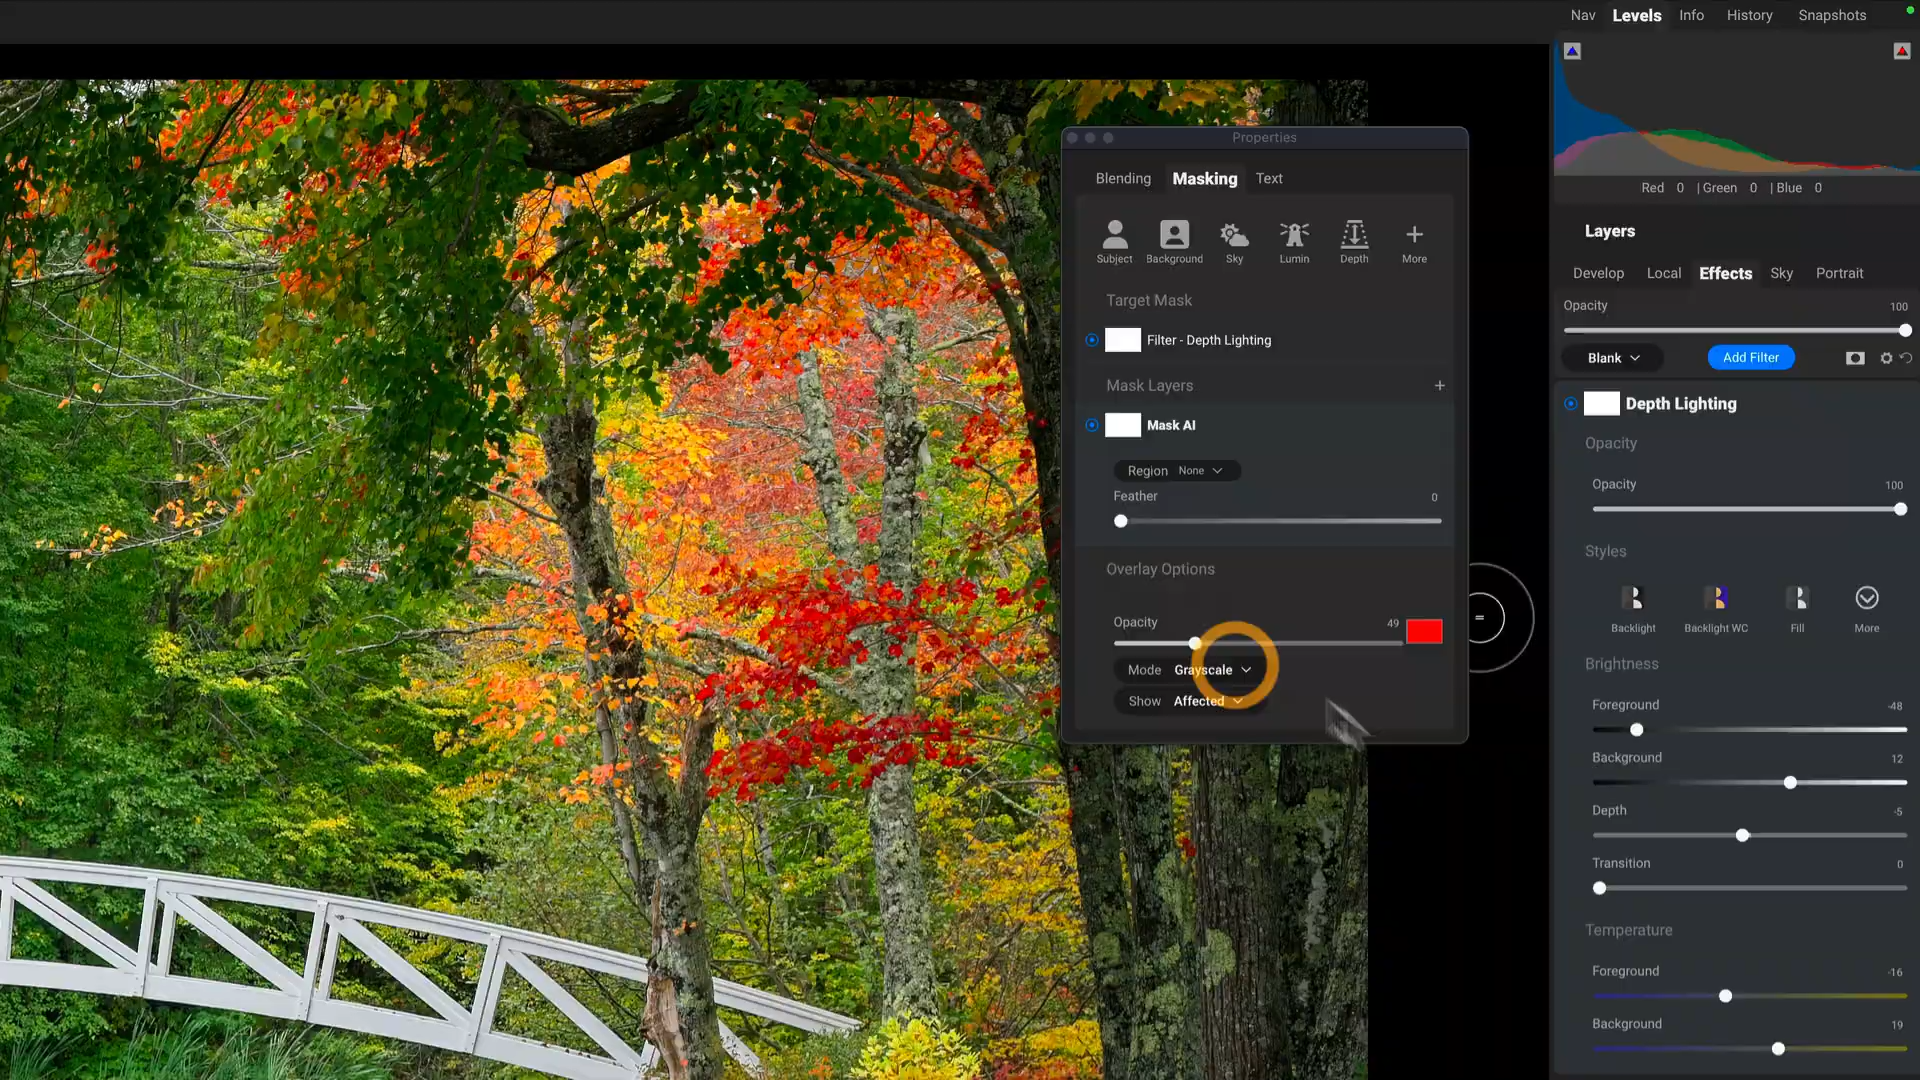 Nav Levels Info History Snapshots
Red 0 | Green 0 | Blue 0
Layers
Develop Local Effects Sky Portrait
Opacity 100
Blank Add Filter
Depth Lighting
Opacity
Opacity 100
Styles
Backlight Backlight WC Fill More
Brightness
Foreground -48
Background 12
Depth -5
Transition 0
Temperature
Foreground -16
Background 19
Properties
Blending Masking Text
Subject Background Sky Lumin Depth More
Target Mask
Filter - Depth Lighting
Mask Layers +
Mask AI
Region None
Feather 0
Overlay Options
Opacity 49
Mode Grayscale
Show Affected